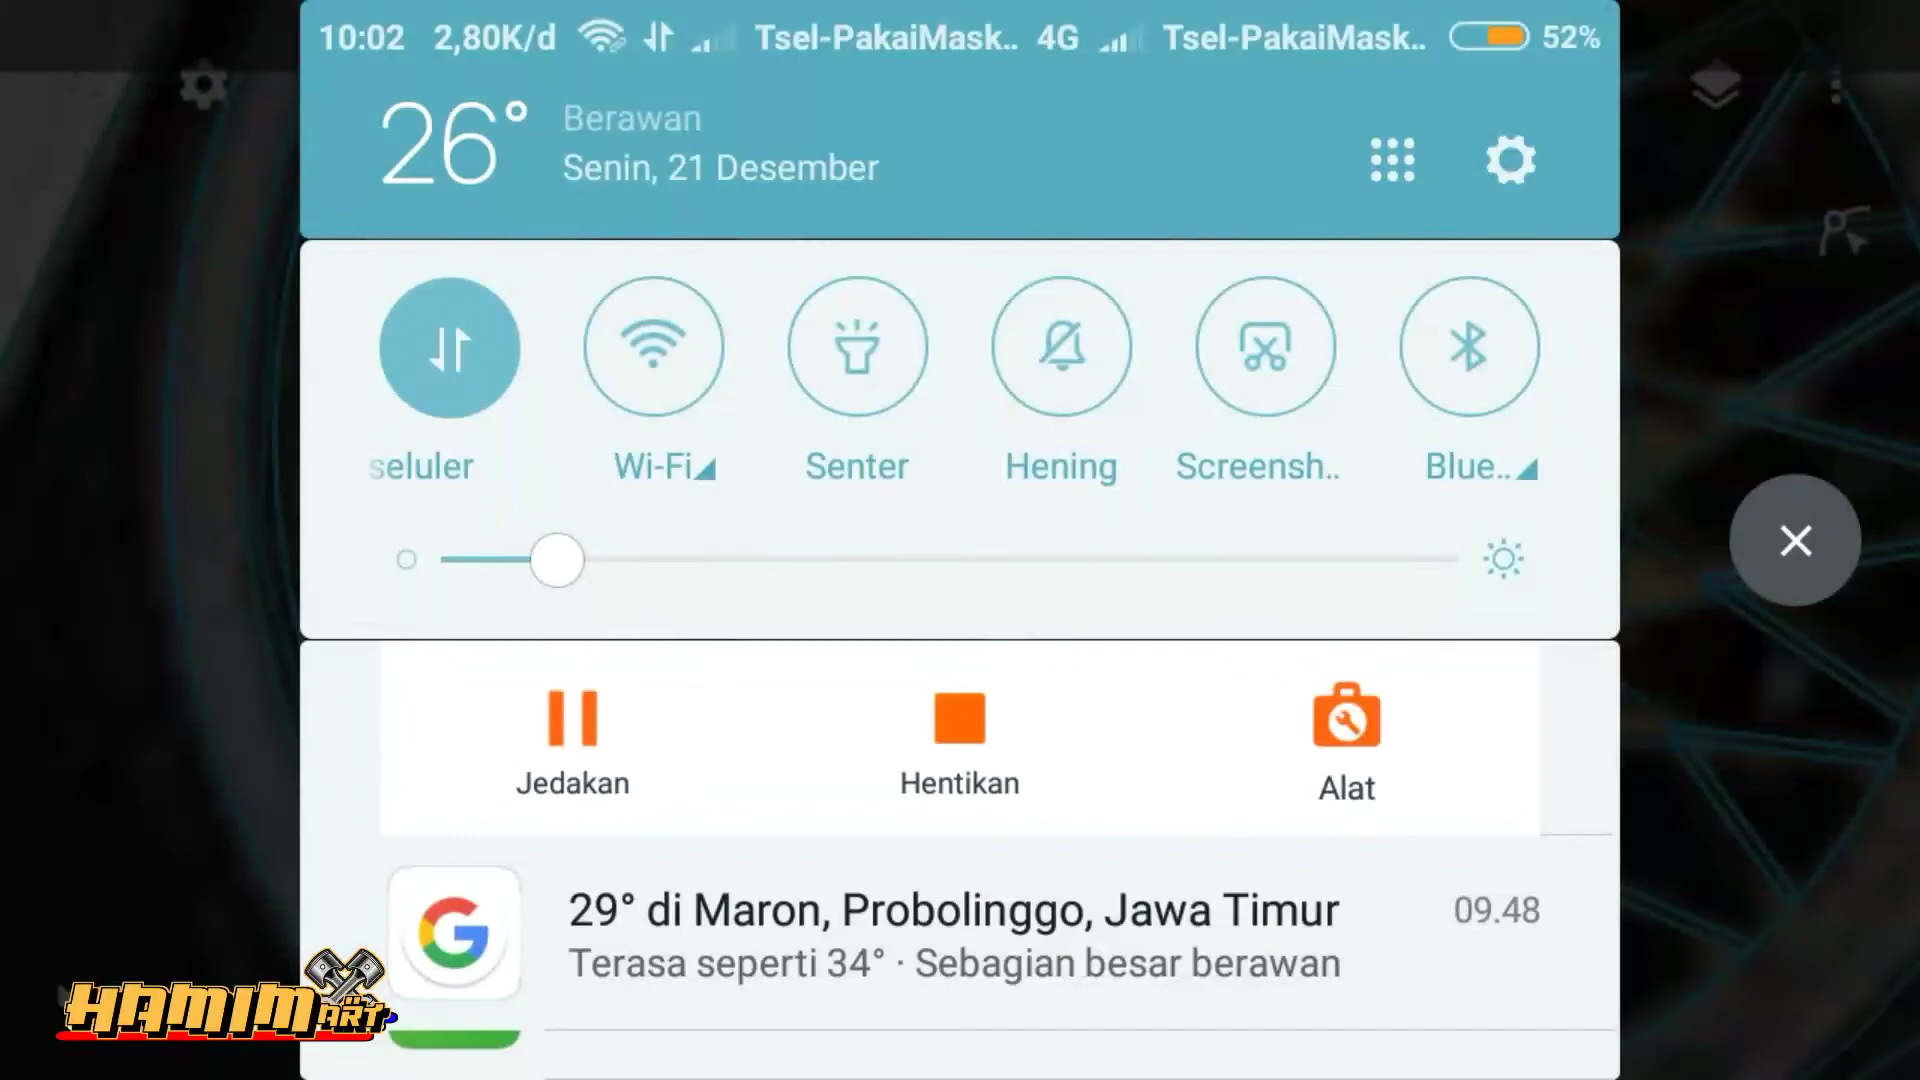 10:02 2,80K/d Tsel-PakaiMask.. 4G Tsel-PakaiMask.. 52%
26° Berawan
Senin, 21 Desember
seluler Wi-Fi Senter Hening Screensh.. Blue..
Jedakan Hentikan Alat
29° di Maron, Probolinggo, Jawa Timur 09.48
Terasa seperti 34° · Sebagian besar berawan
HAMIM ART